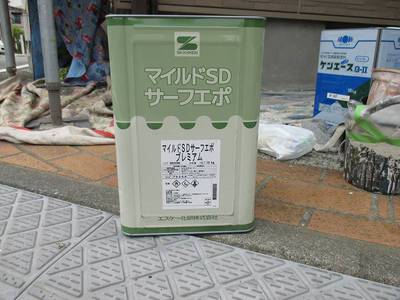 SK KAKEN
マイルドSD
サーフエポ
マイルドSDサーフエポ
プレミアム
エスケー化研株式会社
ケンエース
G-II